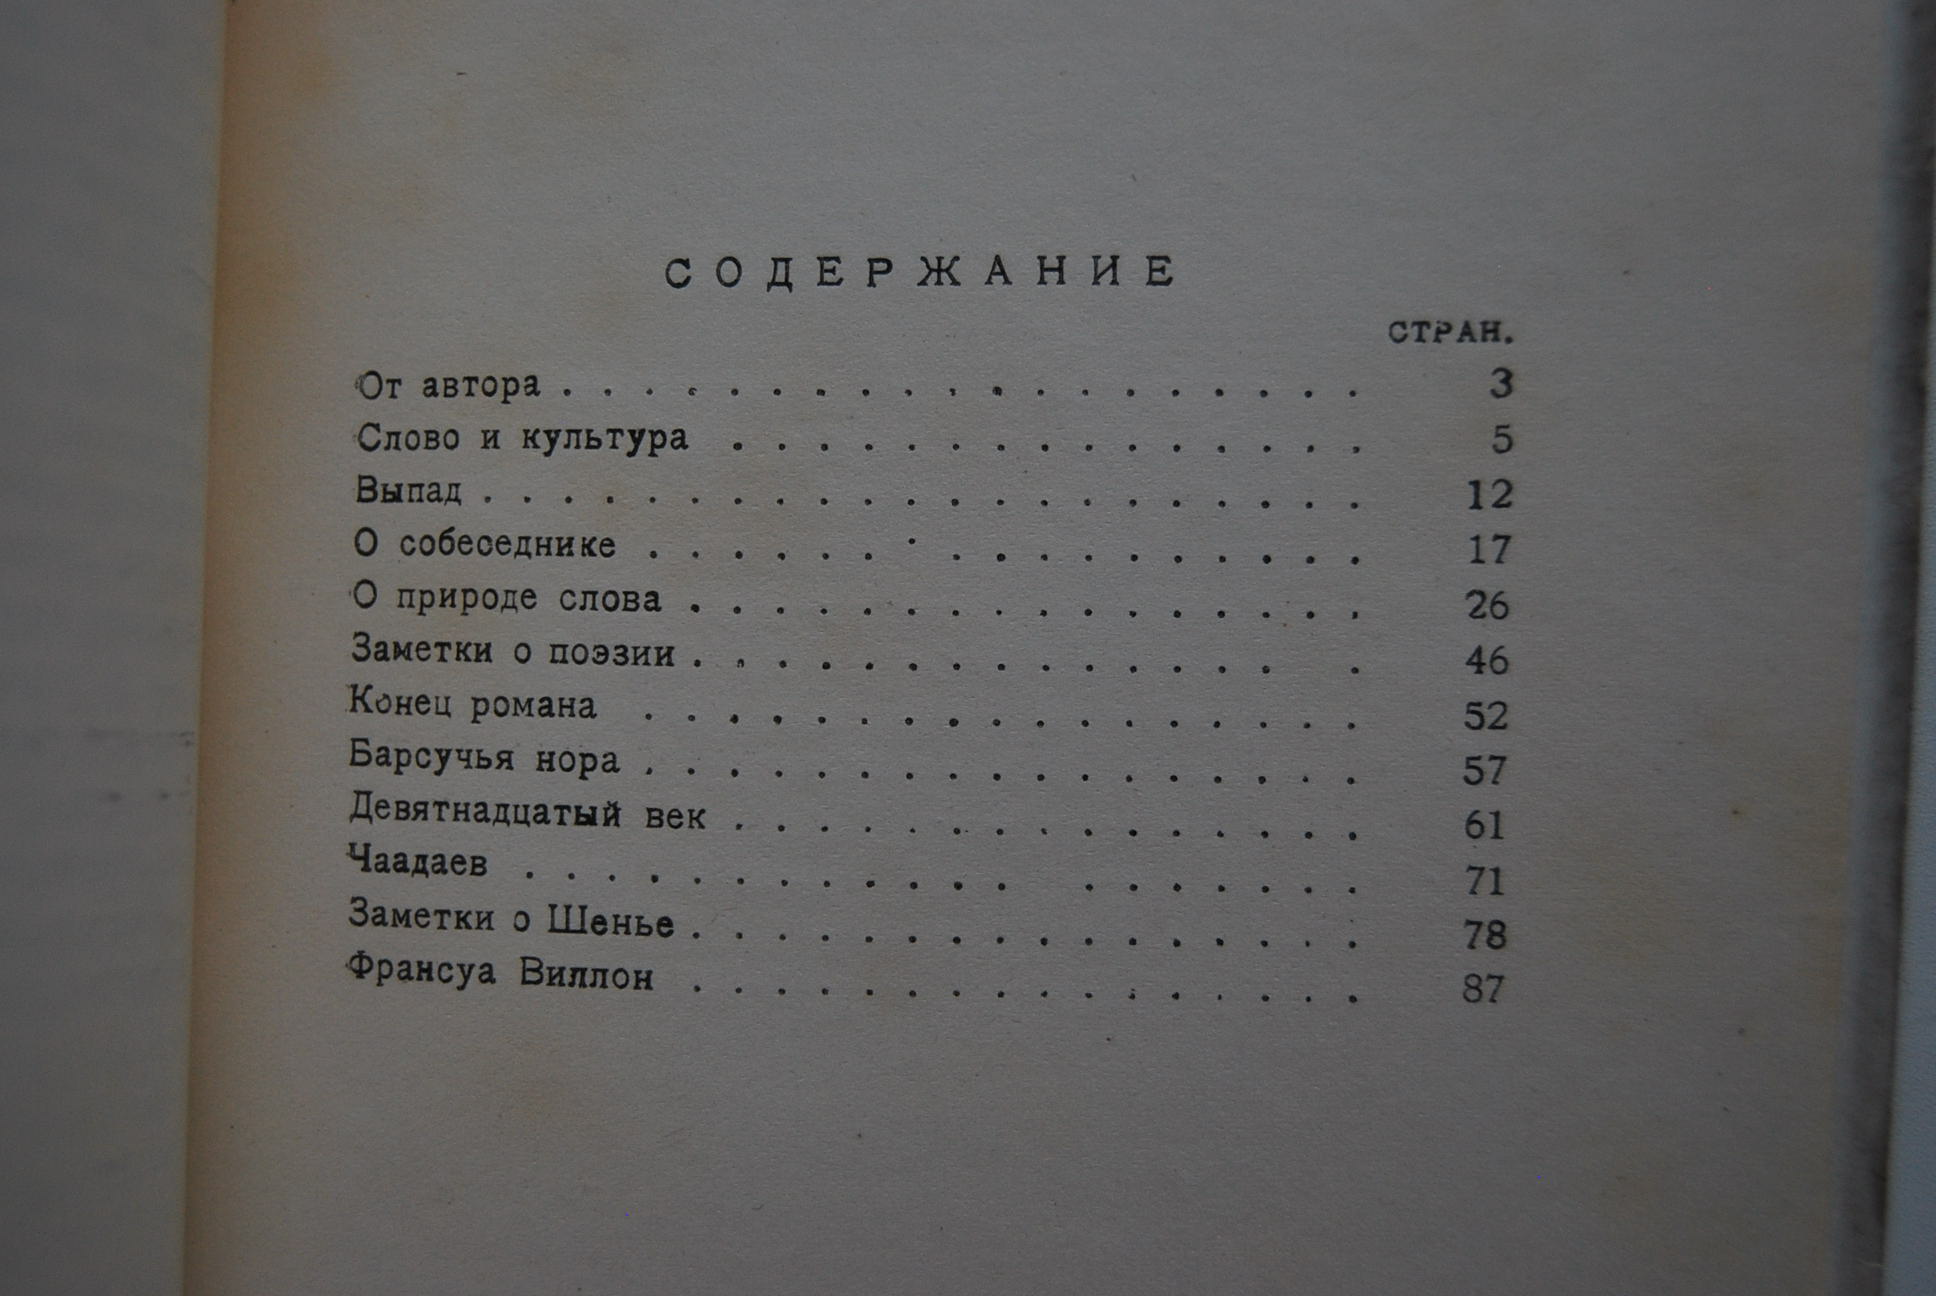 СОДЕРЖАНИЕ
СТРАН.
От автора . . . . . . . . . . . . . . . . . . . 3
Слово и культура . . . . . . . . . . . . . . . 5
Выпад . . . . . . . . . . . . . . . . . . . . . 12
О собеседнике . . . . . . . . . . . . . . . . . 17
О природе слова . . . . . . . . . . . . . . . . 26
Заметки о поэзии . . . . . . . . . . . . . . . 46
Конец романа . . . . . . . . . . . . . . . . . 52
Барсучья нора . . . . . . . . . . . . . . . . . 57
Девятнадцатый век . . . . . . . . . . . . . . . 61
Чаадаев . . . . . . . . . . . . . . . . . . . 71
Заметки о Шенье . . . . . . . . . . . . . . . . 78
Франсуа Виллон . . . . . . . . . . . . . . . . 87